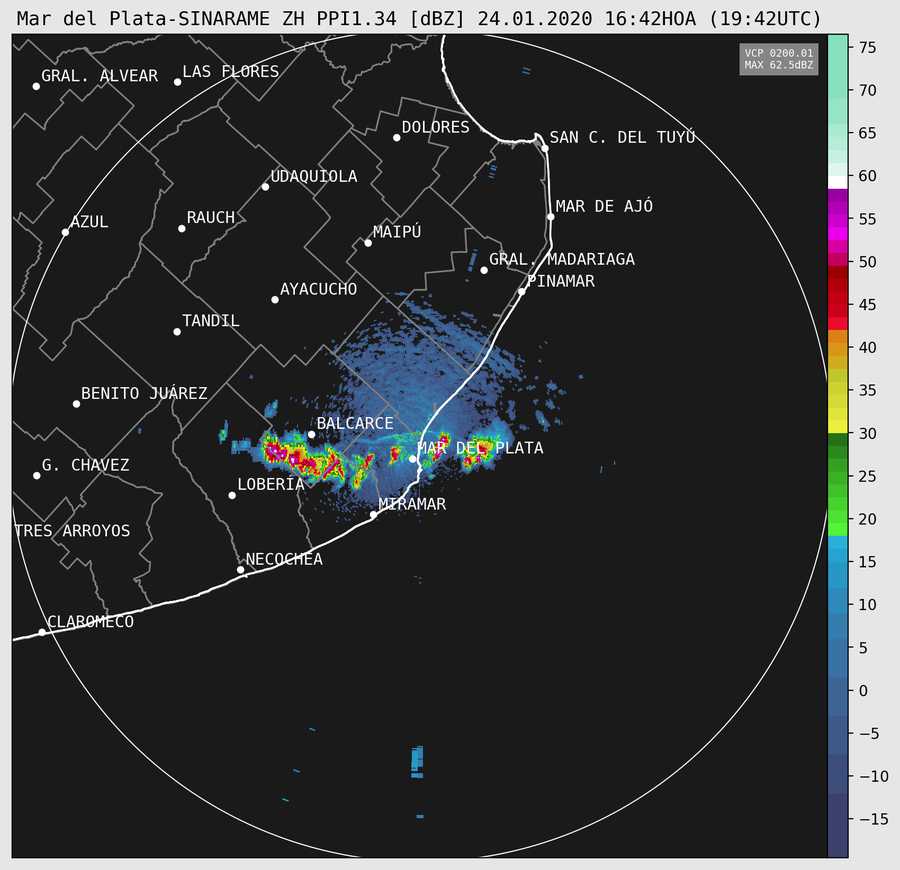 Mar del Plata-SINARAME ZH PPI1.34 [dBZ] 24.01.2020 16:42HOA (19:42UTC)
VCP 0200.01
MAX 62.5dBZ
75
70
65
60
55
50
45
40
35
30
25
20
15
10
5
0
−5
−10
−15
GRAL. ALVEAR
LAS FLORES
DOLORES
SAN C. DEL TUYÚ
UDAQUIOLA
MAR DE AJÓ
RAUCH
AZUL
MAIPÚ
GRAL. MADARIAGA
PINAMAR
AYACUCHO
TANDIL
BENITO JUÁREZ
BALCARCE
MAR DEL PLATA
G. CHAVEZ
LOBERÍA
MIRAMAR
TRES ARROYOS
NECOCHEA
CLAROMECO